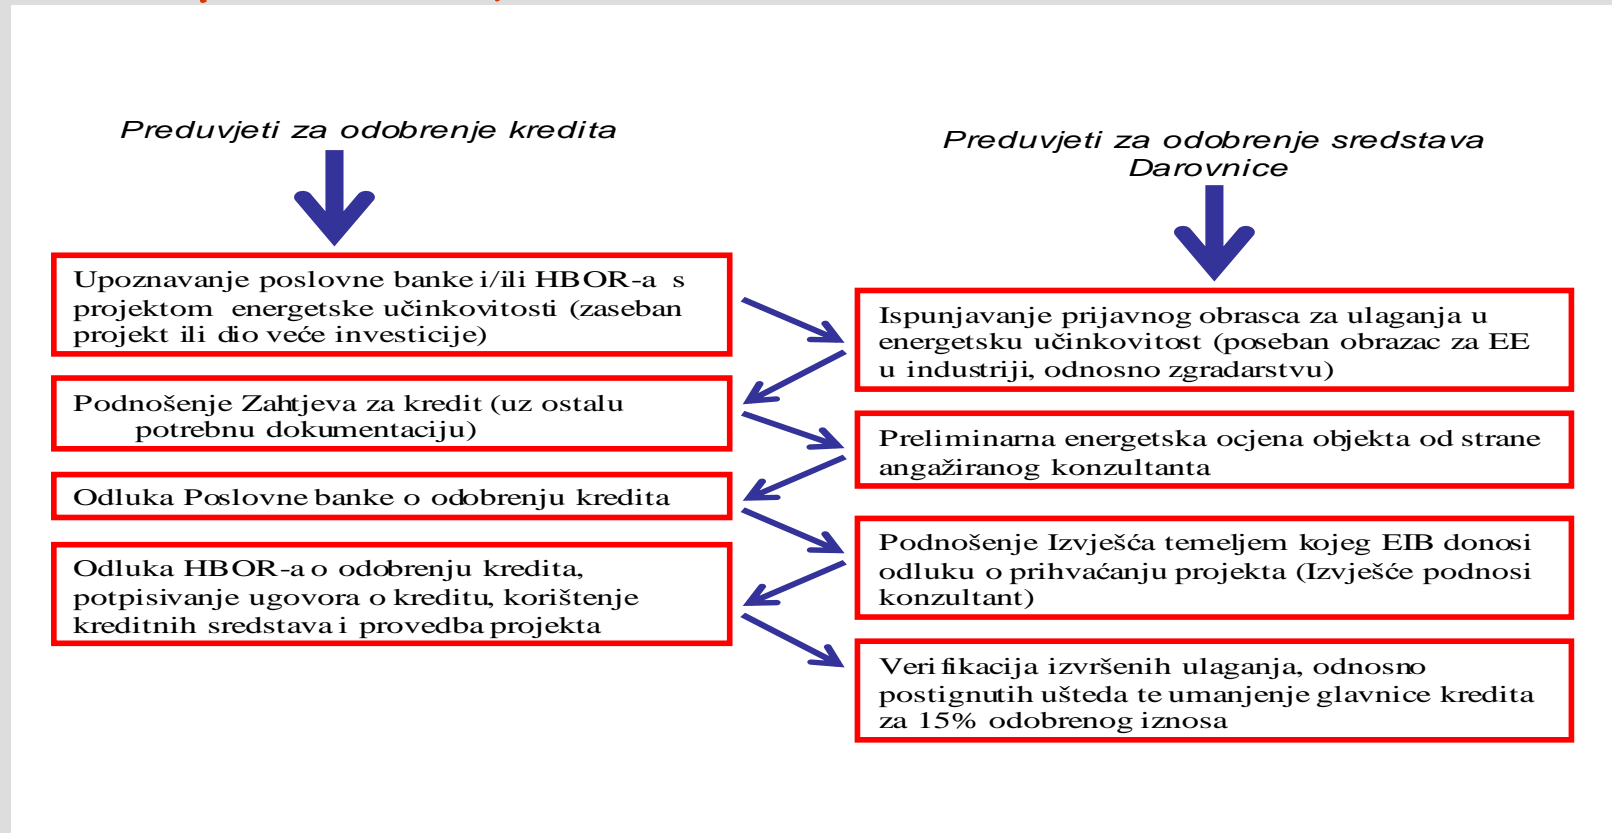 Preduvjeti za odobrenje kredita
Upoznavanje poslovne banke i/ili HBOR-a s
projektom energetske učinkovitosti (zaseban
projekt ili dio veće investicije)
Podnošenje Zahtjeva za kredit (uz ostalu
potrebnu dokumentaciju)
Odluka Poslovne banke o odobrenju kredita
Odluka HBOR-a o odobrenju kredita,
potpisivanje ugovora o kreditu, korištenje
kreditnih sredstava i provedba projekta
Preduvjeti za odobrenje sredstava
Darovnice
Ispunjavanje prijavnog obrasca za ulaganja u
energetsku učinkovitost (poseban obrazac za EE
u industriji, odnosno zgradarstvu)
Preliminarna energetska ocjena objekta od strane
angažiranog konzultanta
Podnošenje Izvješća temeljem kojeg EIB donosi
odluku o prihvaćanju projekta (Izvješće podnosi
konzultant)
Verifikacija izvršenih ulaganja, odnosno
postignutih ušteda te umanjenje glavnice kredita
za 15% odobrenog iznosa